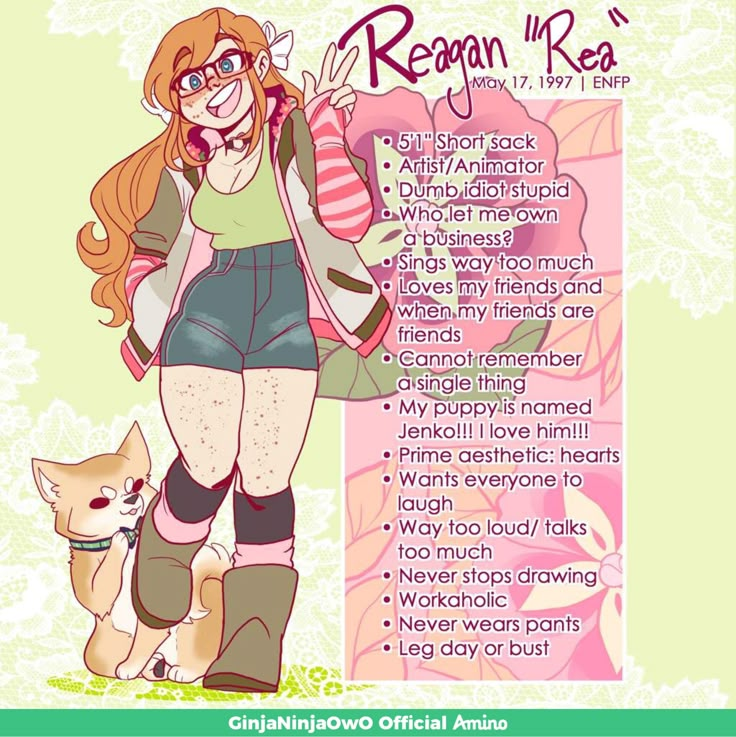 Reagan "Rea"
May 17, 1997 | ENFP
• 5'1" Short sack
• Artist/Animator
• Dumb idiot stupid
• Who let me own
a business?
• Sings way too much
• Loves my friends and
when my friends are
friends
• Cannot remember
a single thing
• My puppy is named
Jenko!!! I love him!!!
• Prime aesthetic: hearts
• Wants everyone to
laugh
• Way too loud/ talks
too much
• Never stops drawing
• Workaholic
• Never wears pants
• Leg day or bust
GinjaNinjaOwO Official Amino